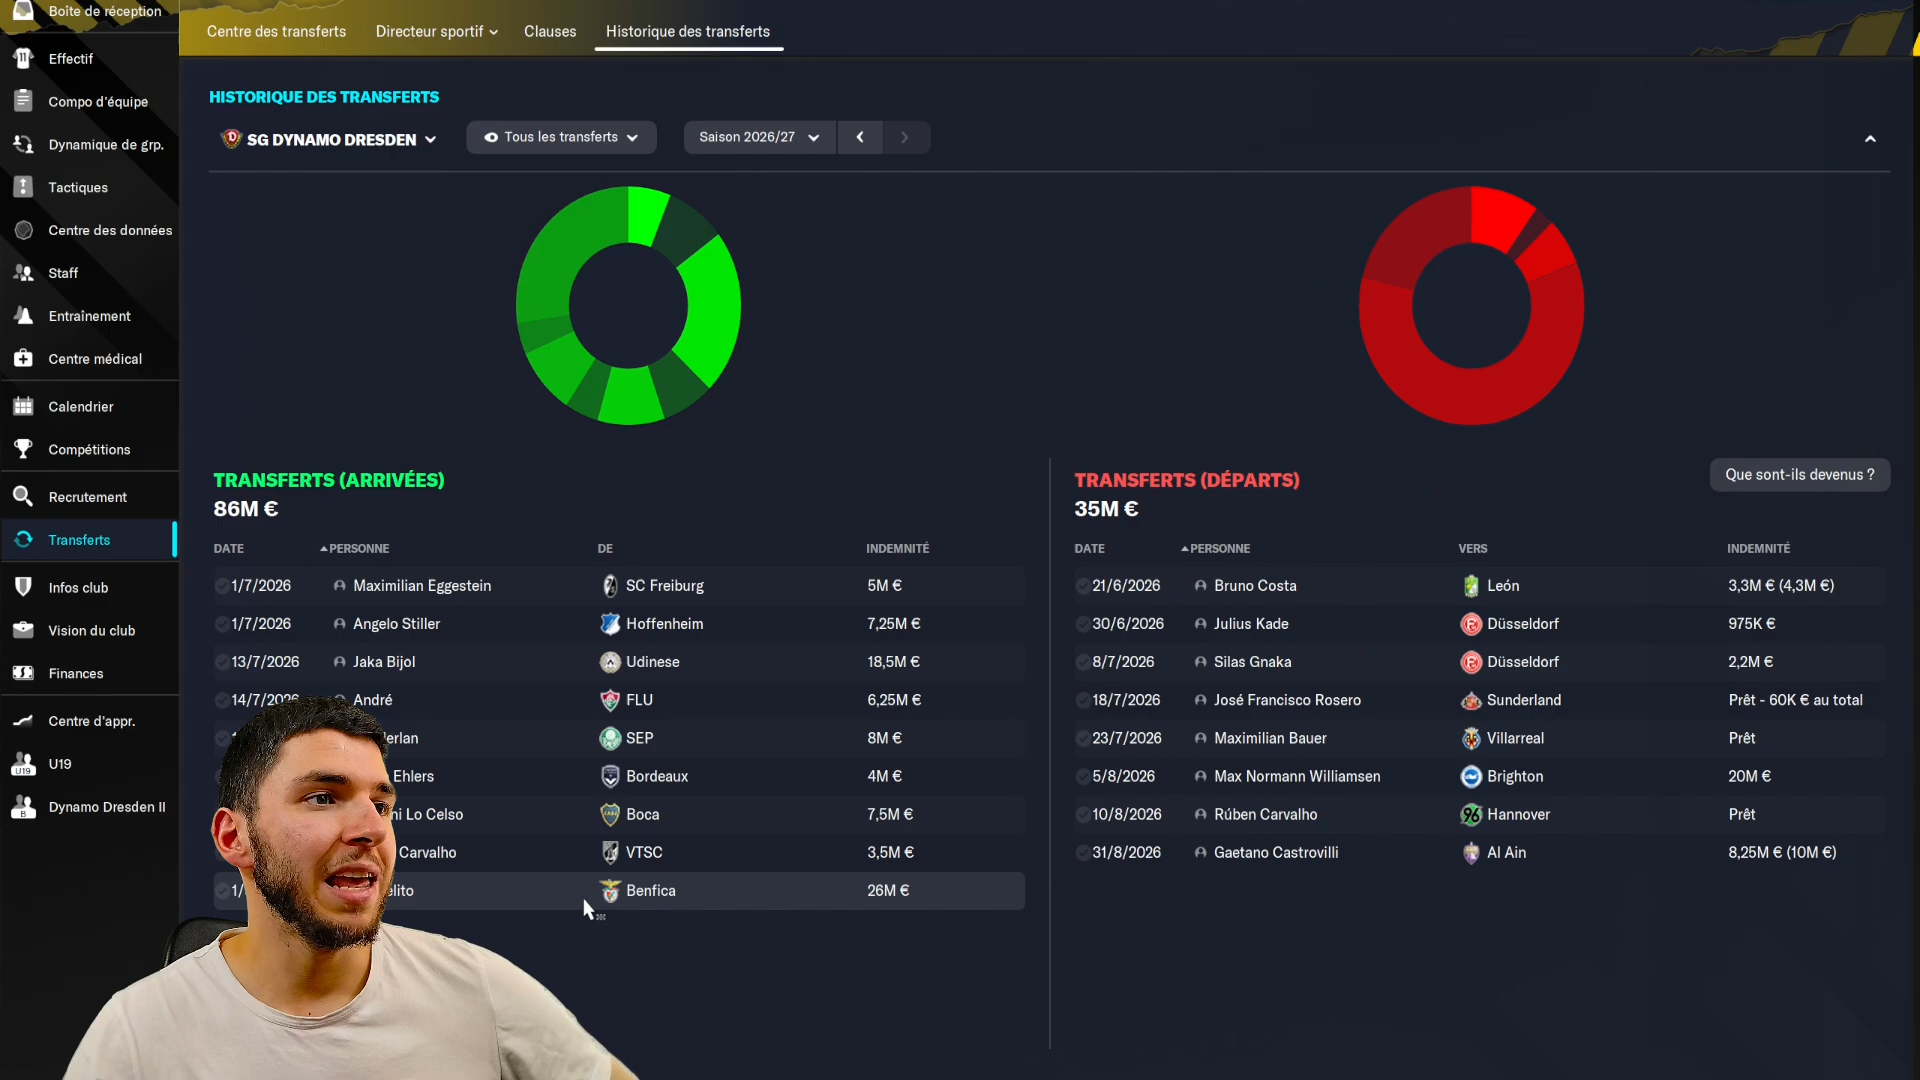 Boîte de réception
Effectif
Compo d'équipe
Dynamique de grp.
Tactiques
Centre des données
Staff
Entraînement
Centre médical
Calendrier
Compétitions
Recrutement
Transferts
Infos club
Vision du club
Finances
Centre d'appr.
U19
Dynamo Dresden II
Centre des transferts Directeur sportif Clauses Historique des transferts
HISTORIQUE DES TRANSFERTS
SG DYNAMO DRESDEN Tous les transferts Saison 2026/27
TRANSFERTS (ARRIVÉES)
86M €
DATE PERSONNE DE INDEMNITÉ
1/7/2026 Maximilian Eggestein SC Freiburg 5M €
1/7/2026 Angelo Stiller Hoffenheim 7,25M €
13/7/2026 Jaka Bijol Udinese 18,5M €
14/7/2026 André FLU 6,25M €
erlan SEP 8M €
Ehlers Bordeaux 4M €
ni Lo Celso Boca 7,5M €
Carvalho VTSC 3,5M €
1/ elito Benfica 26M €
TRANSFERTS (DÉPARTS)
35M €
Que sont-ils devenus ?
DATE PERSONNE VERS INDEMNITÉ
21/6/2026 Bruno Costa León 3,3M € (4,3M €)
30/6/2026 Julius Kade Düsseldorf 975K €
8/7/2026 Silas Gnaka Düsseldorf 2,2M €
18/7/2026 José Francisco Rosero Sunderland Prêt - 60K € au total
23/7/2026 Maximilian Bauer Villarreal Prêt
5/8/2026 Max Normann Williamsen Brighton 20M €
10/8/2026 Rúben Carvalho Hannover Prêt
31/8/2026 Gaetano Castrovilli Al Ain 8,25M € (10M €)